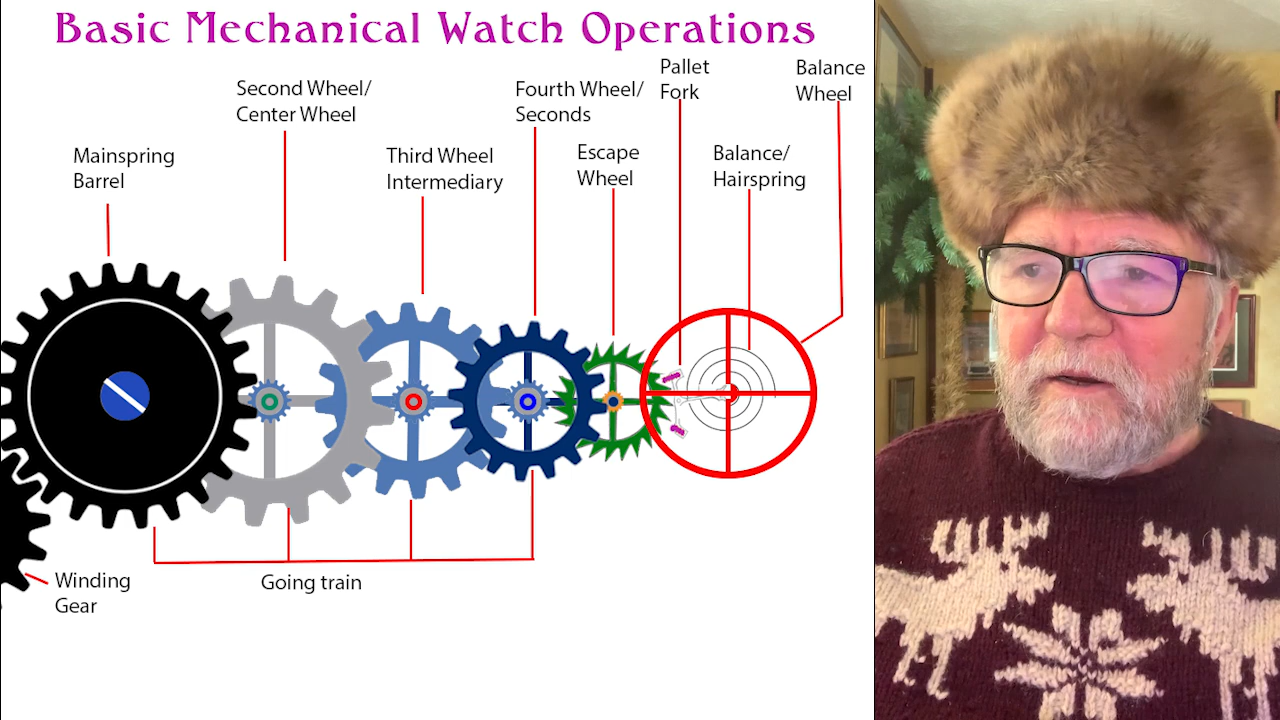 Basic Mechanical Watch Operations
Pallet
Fork
Balance
Wheel
Second Wheel/
Center Wheel
Fourth Wheel/
Seconds
Mainspring
Barrel
Third Wheel
Intermediary
Escape
Wheel
Balance/
Hairspring
Winding
Gear
Going train